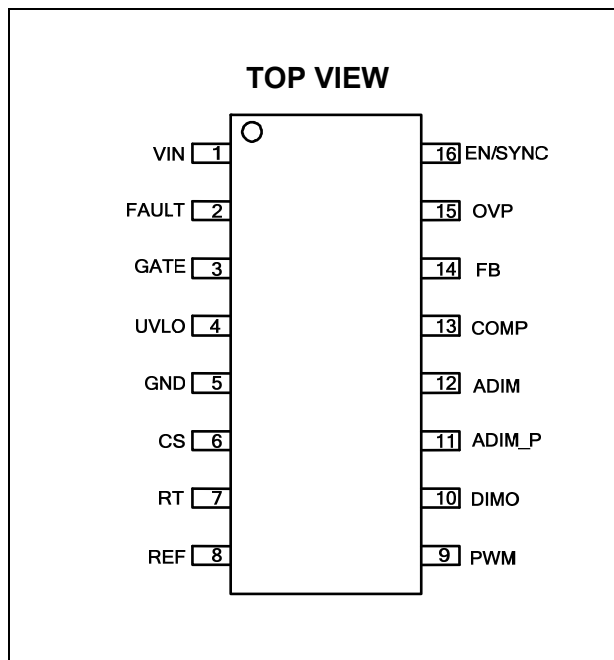 TOP VIEW
VIN 1
FAULT 2
GATE 3
UVLO 4
GND 5
CS 6
RT 7
REF 8
16 EN/SYNC
15 OVP
14 FB
13 COMP
12 ADIM
11 ADIM_P
10 DIMO
9 PWM